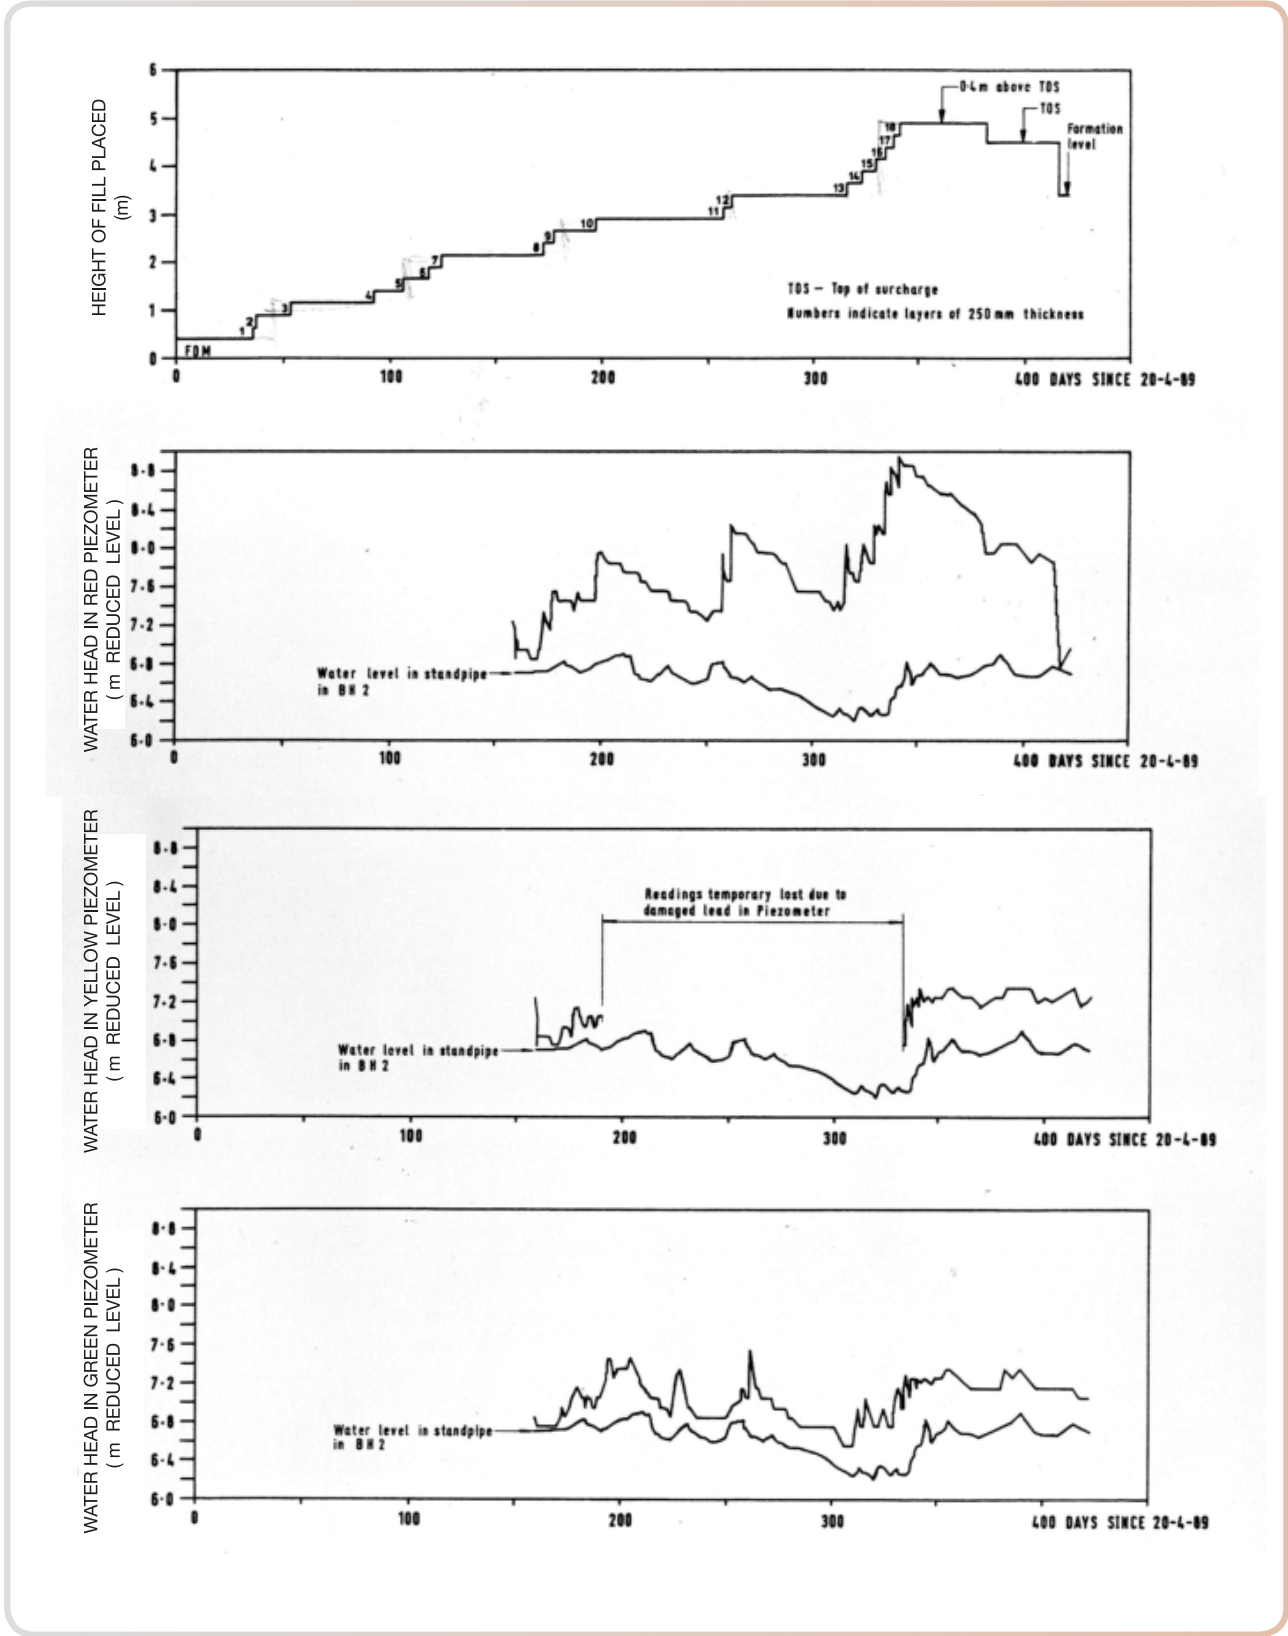 HEIGHT OF FILL PLACED
(m)
6
5
4
3
2
1
0
0·4m above TOS
TOS
Formation
level
1
2
3
4
5
6
7
8
9
10
11
12
13
14
15
16
17
18
TOS – Top of surcharge
Numbers indicate layers of 250mm thickness
FDM
0 100 200 300 400 DAYS SINCE 20-4-89
WATER HEAD IN RED PIEZOMETER
( m REDUCED LEVEL )
8·8
8·4
8·0
7·6
7·2
6·8
6·4
6·0
Water level in standpipe
in BH2
0 100 200 300 400 DAYS SINCE 20-4-89
WATER HEAD IN YELLOW PIEZOMETER
( m REDUCED LEVEL )
8·8
8·4
8·0
7·6
7·2
6·8
6·4
6·0
Readings temporary lost due to
damaged lead in Piezometer
Water level in standpipe
in BH2
0 100 200 300 400 DAYS SINCE 20-4-89
WATER HEAD IN GREEN PIEZOMETER
( m REDUCED LEVEL )
8·8
8·4
8·0
7·6
7·2
6·8
6·4
6·0
Water level in standpipe
in BH2
0 100 200 300 400 DAYS SINCE 20-4-89